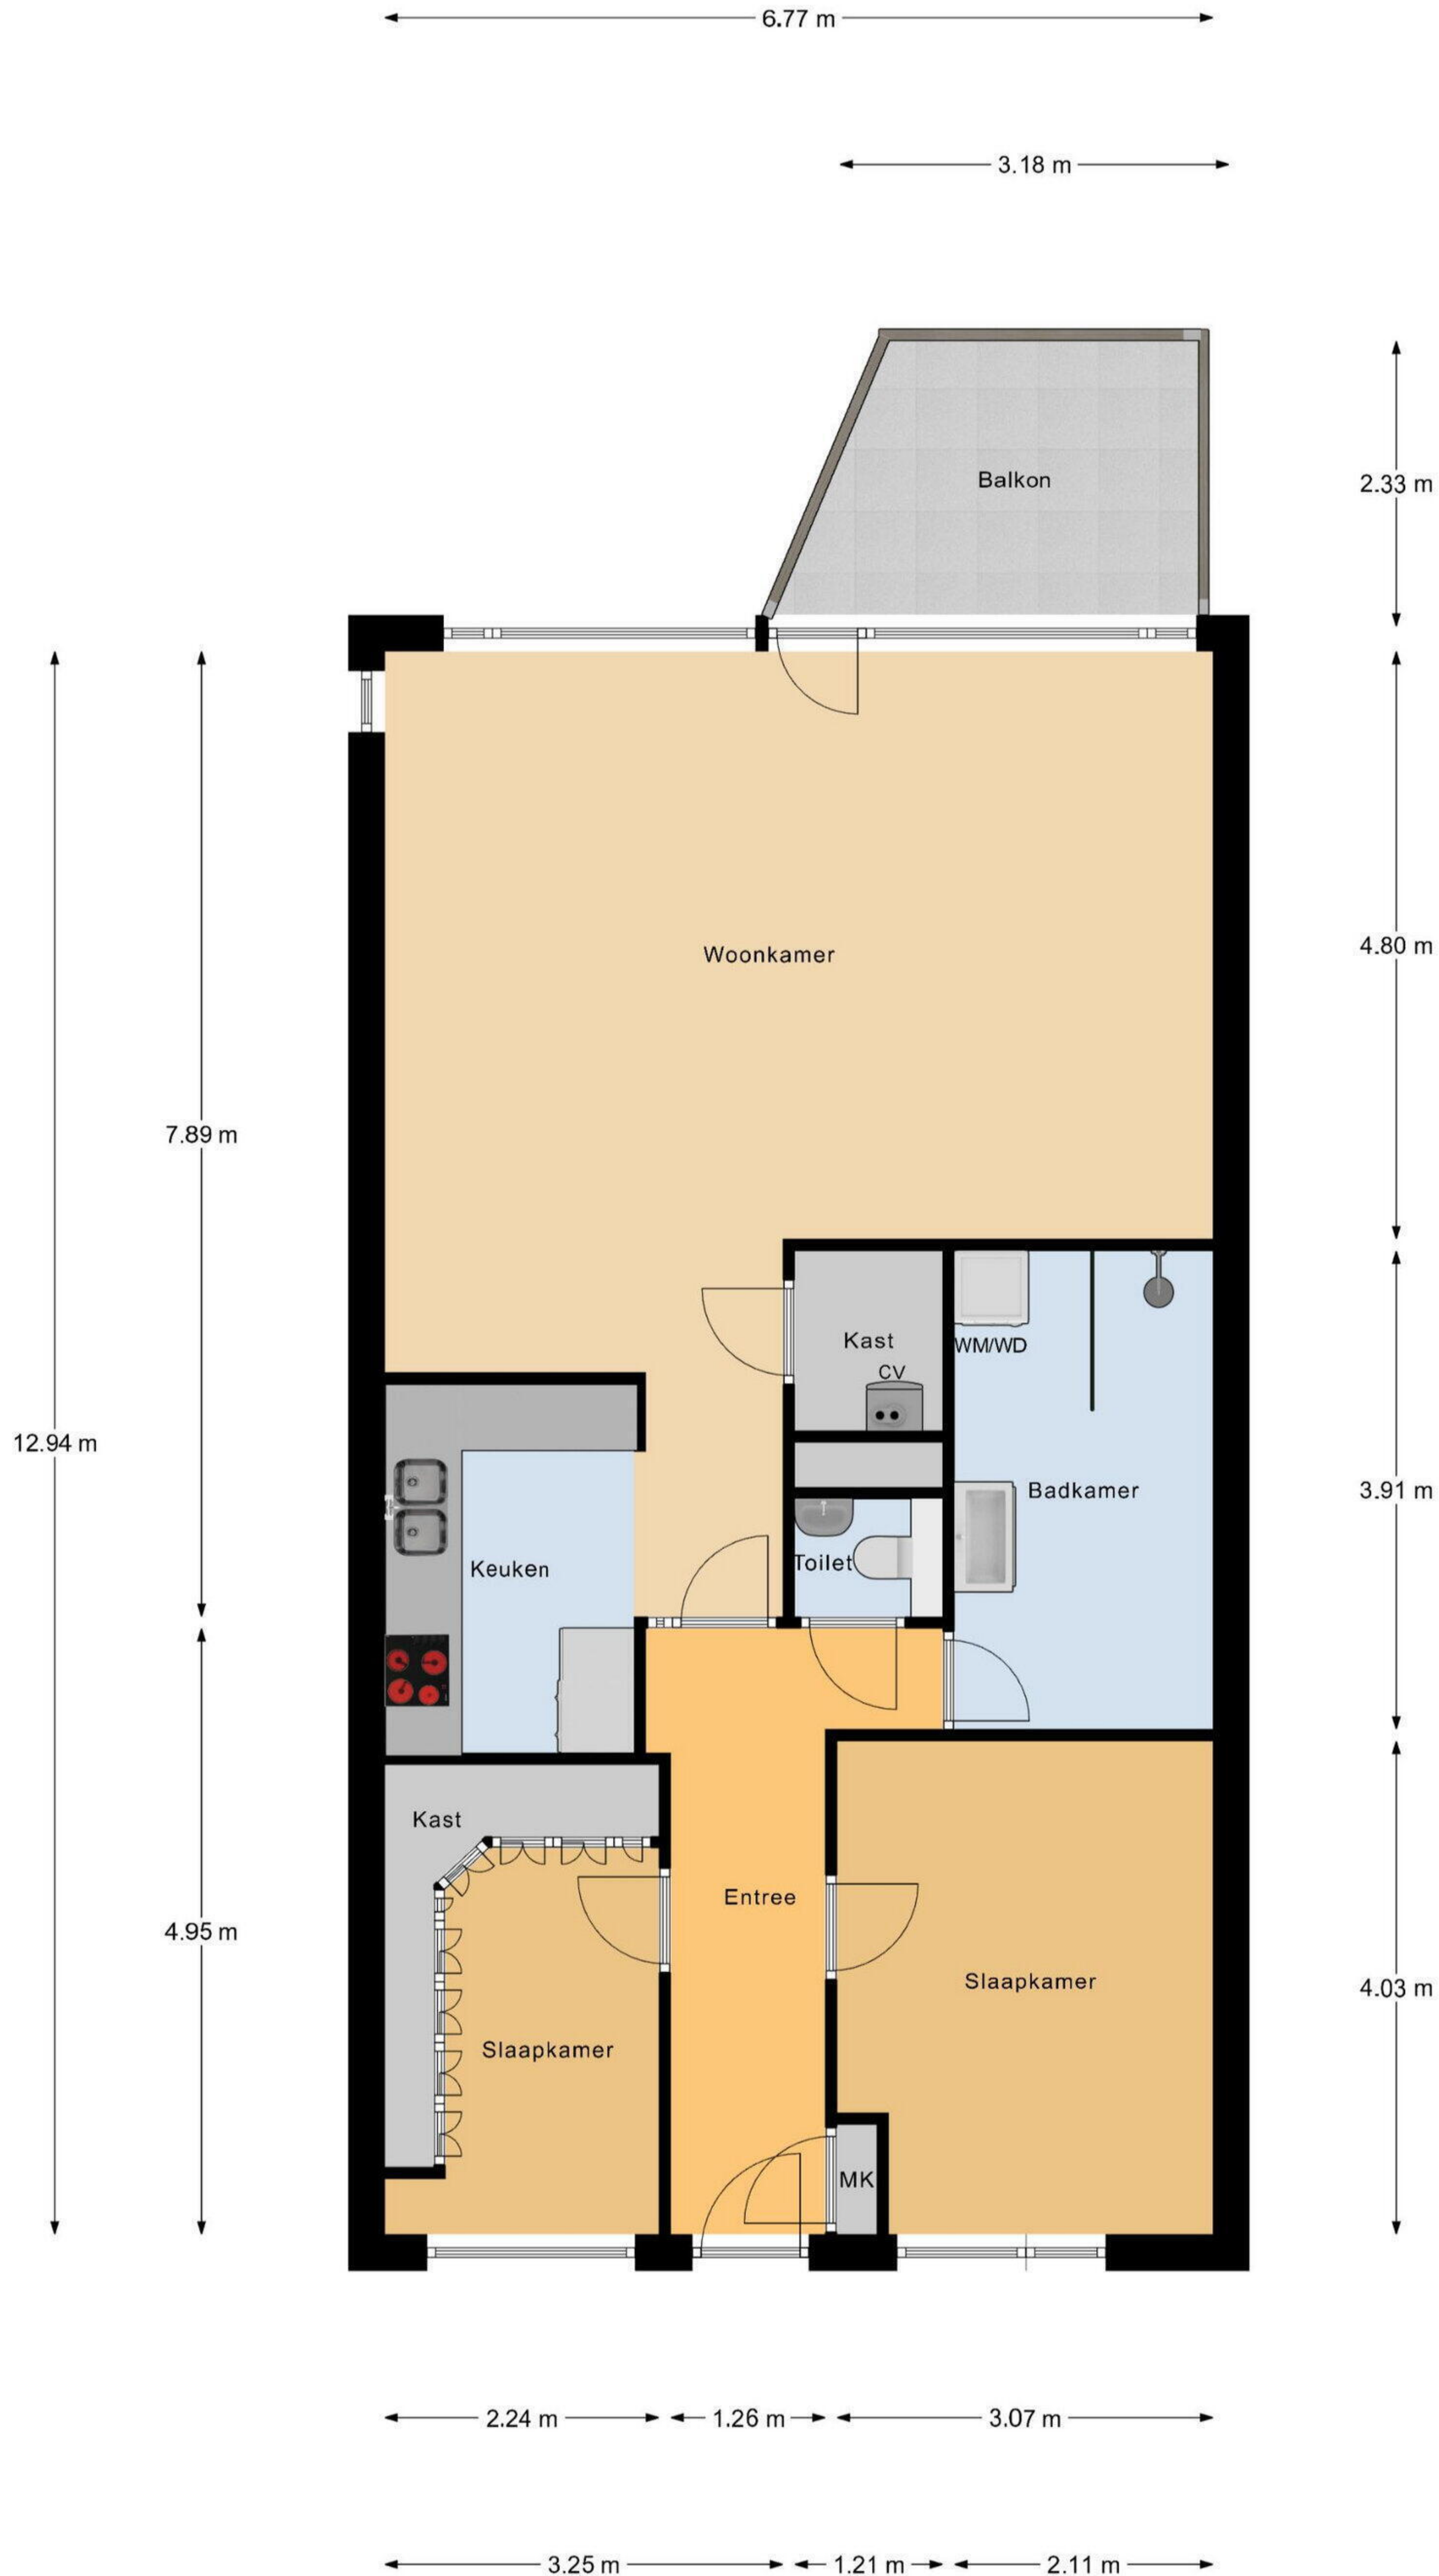 6.77 m
3.18 m
Balkon
2.33 m
Woonkamer
4.80 m
7.89 m
Kast
WM/WD
CV
12.94 m
Badkamer
3.91 m
Toilet
Keuken
Kast
Entree
4.95 m
Slaapkamer
4.03 m
Slaapkamer
MK
2.24 m
1.26 m
3.07 m
3.25 m
1.21 m
2.11 m